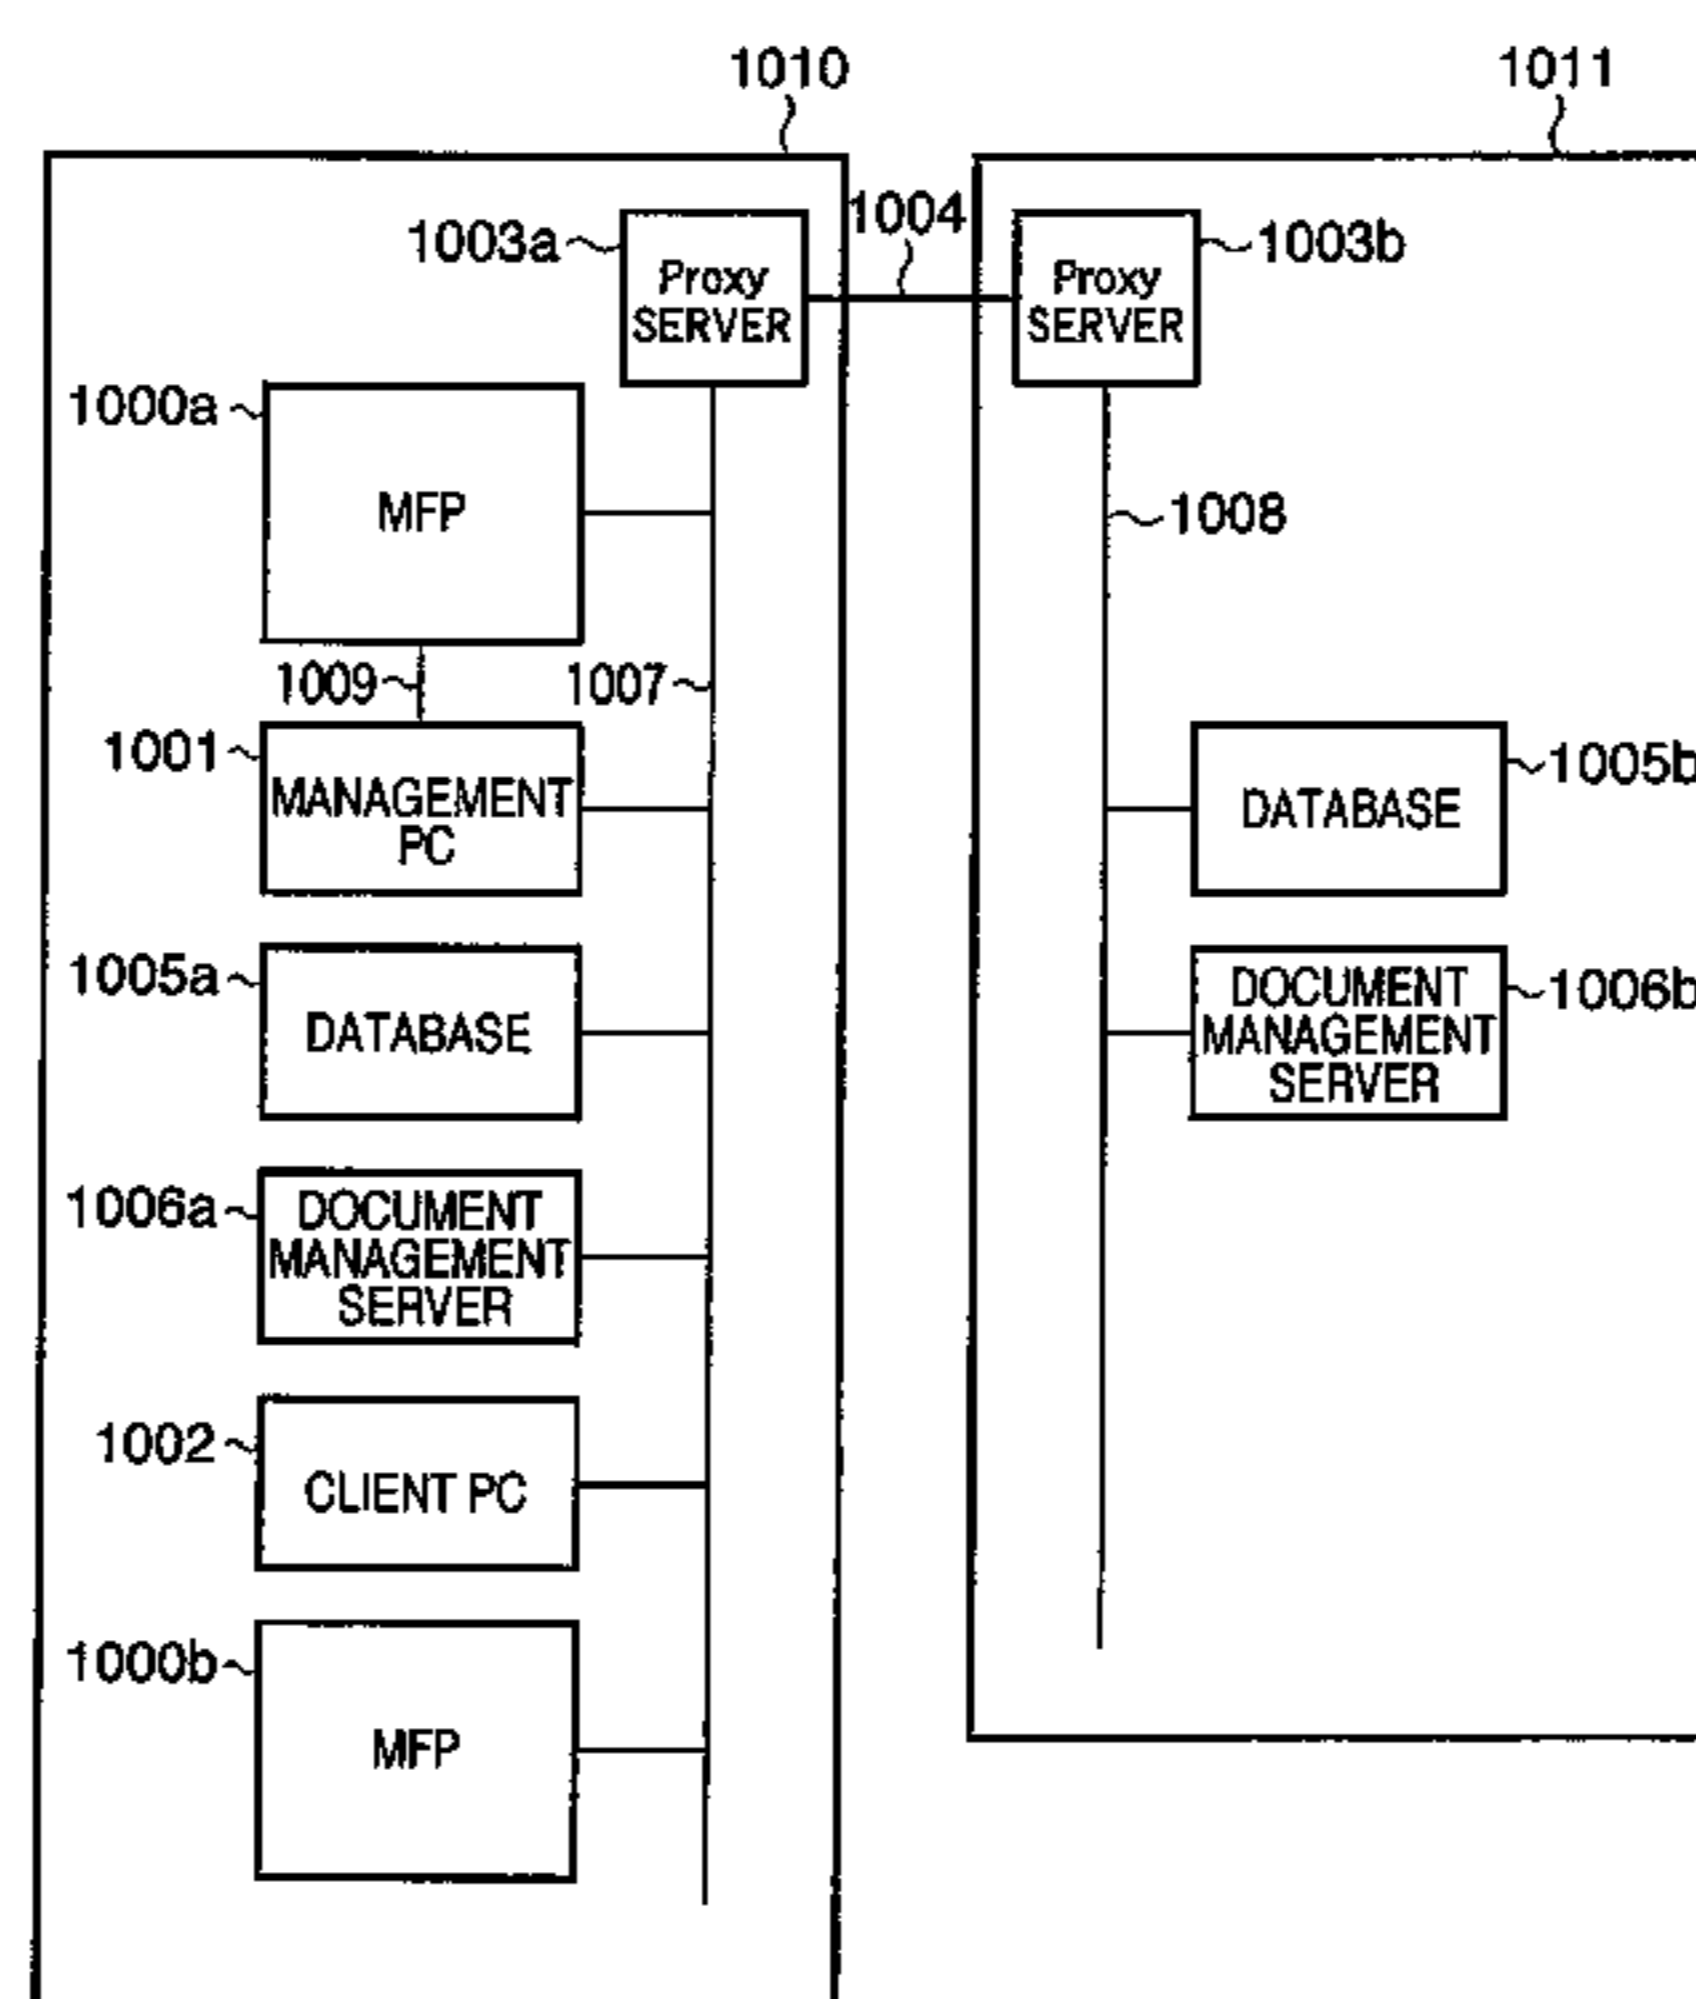 1010
1011
1003a
Proxy
SERVER
1004
Proxy
SERVER
1003b
1000a
MFP
1008
1009
1007
1001
MANAGEMENT
PC
DATABASE
1005b
1005a
DATABASE
DOCUMENT
MANAGEMENT
SERVER
1006b
1006a
DOCUMENT
MANAGEMENT
SERVER
1002
CLIENT PC
1000b
MFP